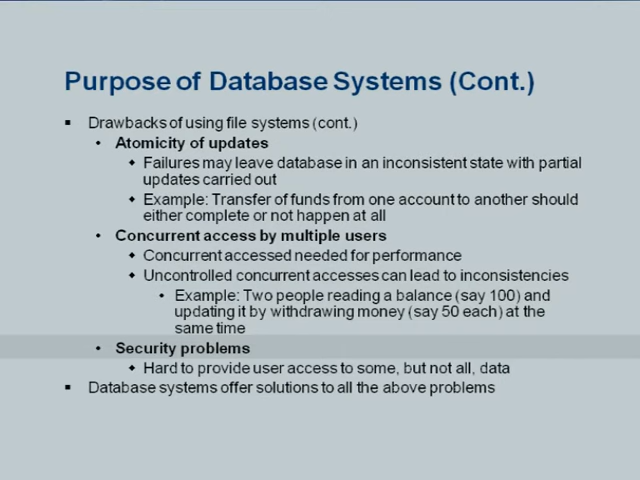 Purpose of Database Systems (Cont.)
▪ Drawbacks of using file systems (cont.)
• Atomicity of updates
◆ Failures may leave database in an inconsistent state with partial
updates carried out
◆ Example: Transfer of funds from one account to another should
either complete or not happen at all
• Concurrent access by multiple users
◆ Concurrent accessed needed for performance
◆ Uncontrolled concurrent accesses can lead to inconsistencies
• Example: Two people reading a balance (say 100) and
updating it by withdrawing money (say 50 each) at the
same time
• Security problems
◆ Hard to provide user access to some, but not all, data
▪ Database systems offer solutions to all the above problems